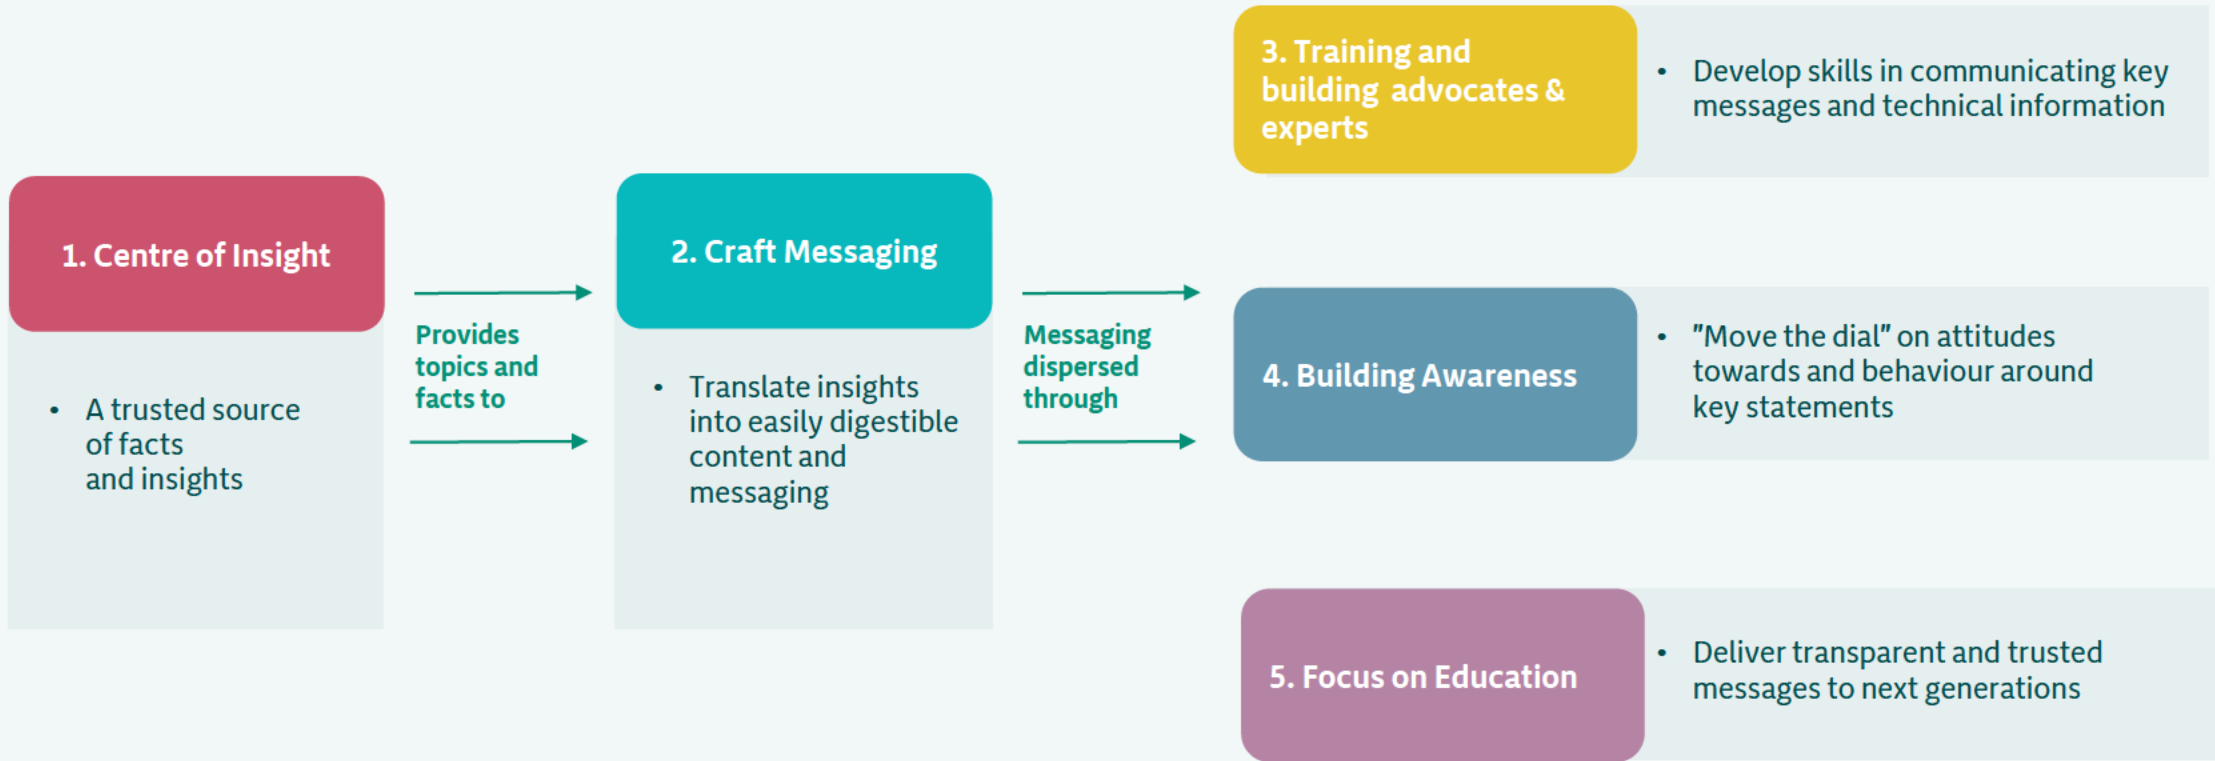 1. Centre of Insight
• A trusted source
of facts
and insights
Provides
topics and
facts to
2. Craft Messaging
• Translate insights
into easily digestible
content and
messaging
Messaging
dispersed
through
3. Training and
building advocates &
experts
• Develop skills in communicating key
messages and technical information
4. Building Awareness
• "Move the dial" on attitudes
towards and behaviour around
key statements
5. Focus on Education
• Deliver transparent and trusted
messages to next generations